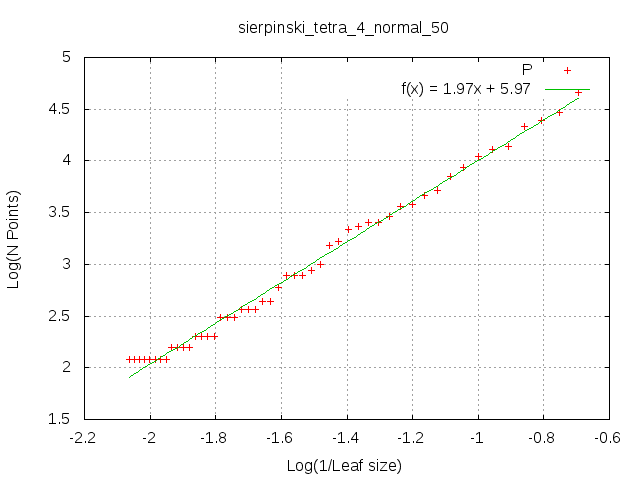 sierpinski_tetra_4_normal_50
5
4.5
4
3.5
3
2.5
2
1.5
P
f(x) = 1.97x + 5.97
Log(N Points)
-2.2 -2 -1.8 -1.6 -1.4 -1.2 -1 -0.8 -0.6
Log(1/Leaf size)